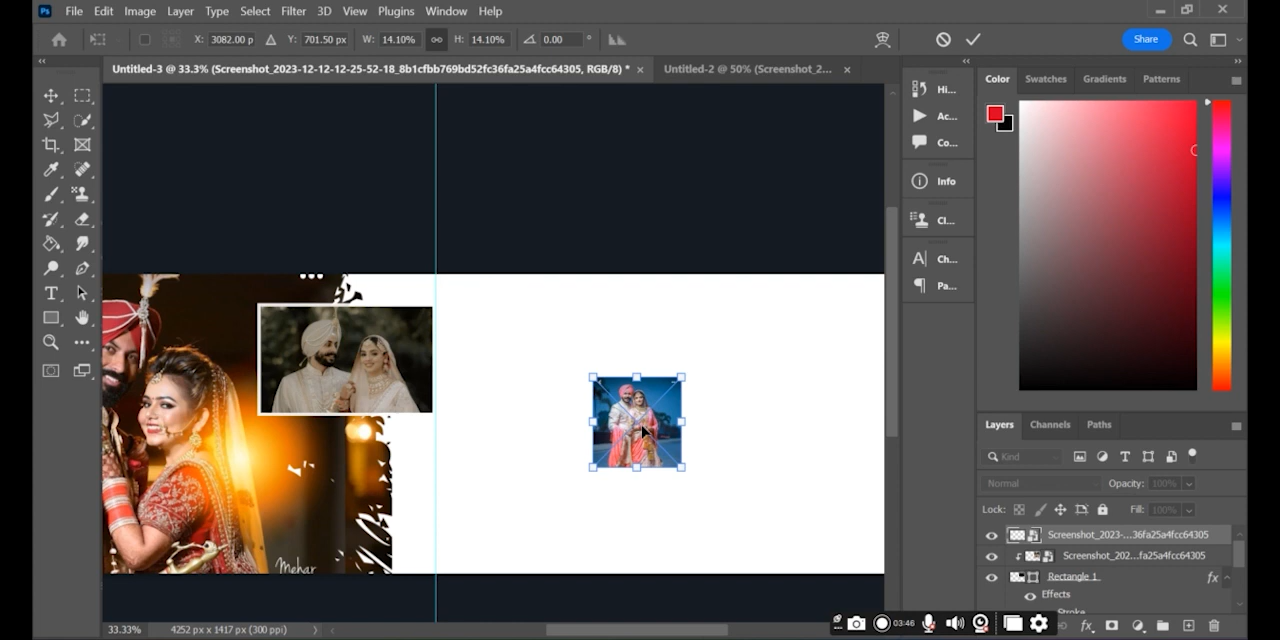 Ps File Edit Image Layer Type Select Filter 3D View Plugins Window Help
X: 3082.00 p Y: 701.50 px W: 14.10% H: 14.10% 0.00 ° Share
Untitled-3 @ 33.3% (Screenshot_2023-12-12-12-25-52-18_8b1cfbb769bd52fc36fa25a4fcc64305, RGB/8) * × Untitled-2 @ 50% (Screenshot_2... ×
Color Swatches Gradients Patterns
Hi...
Ac...
Co...
Info
Cl...
Ch...
Pa...
Layers Channels Paths
Kind
Normal Opacity: 100%
Lock: Fill: 100%
Screenshot_2023-...36fa25a4fcc64305
Screenshot_202...fa25a4fcc64305
Rectangle 1 fx
Effects
Stroke
Mehar
33.33% 4252 px x 1417 px (300 ppi)
03:46
fx